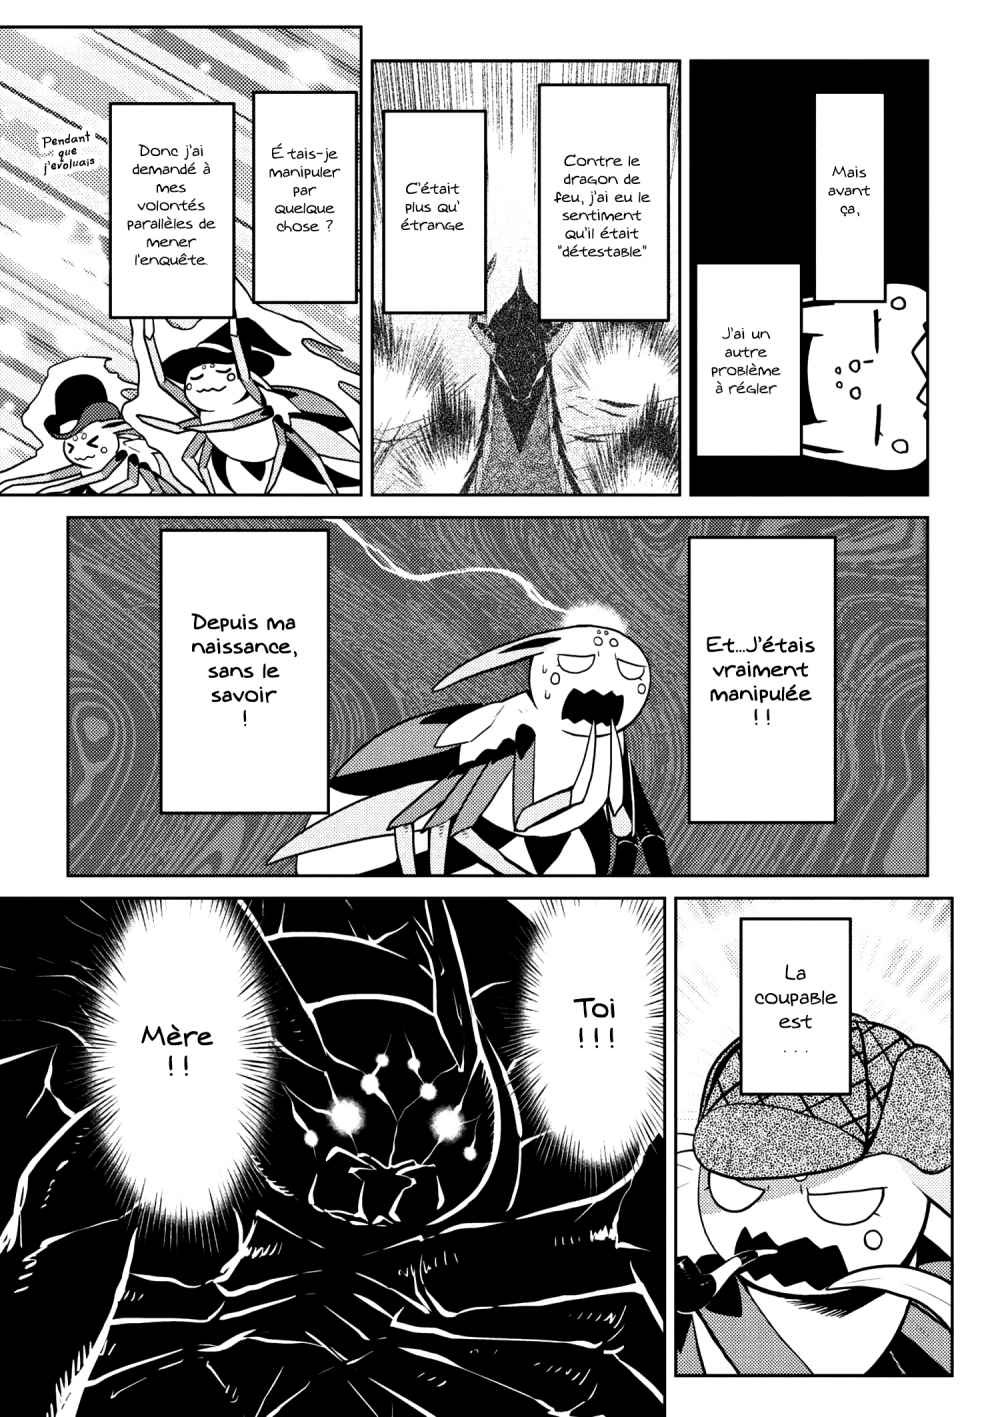 Mais
avant
ça,
J'ai un
autre
problème
à régler
Contre le
dragon de
feu, j'ai eu le
sentiment
qu'il était
"détestable"
C'était
plus qu'
étrange
É tais-je
manipuler
par
quelque
chose ?
Donc j'ai
demandé à
mes
volontés
parallèles de
mener
l'enquête.
Pendant
que
j'évoluais
Et...J'étais
vraiment
manipulée
! !
Depuis ma
naissance,
sans le
savoir
!
La
coupable
est
. . .
Toi
! ! !
Mère
! !